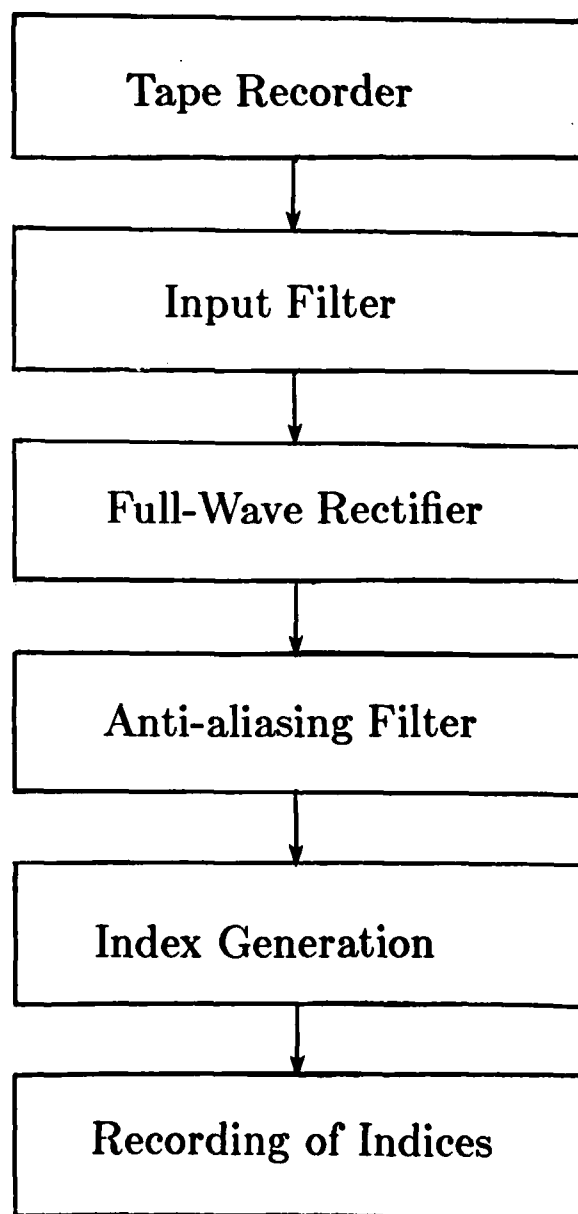 Tape Recorder
Input Filter
Full-Wave Rectifier
Anti-aliasing Filter
Index Generation
Recording of Indices